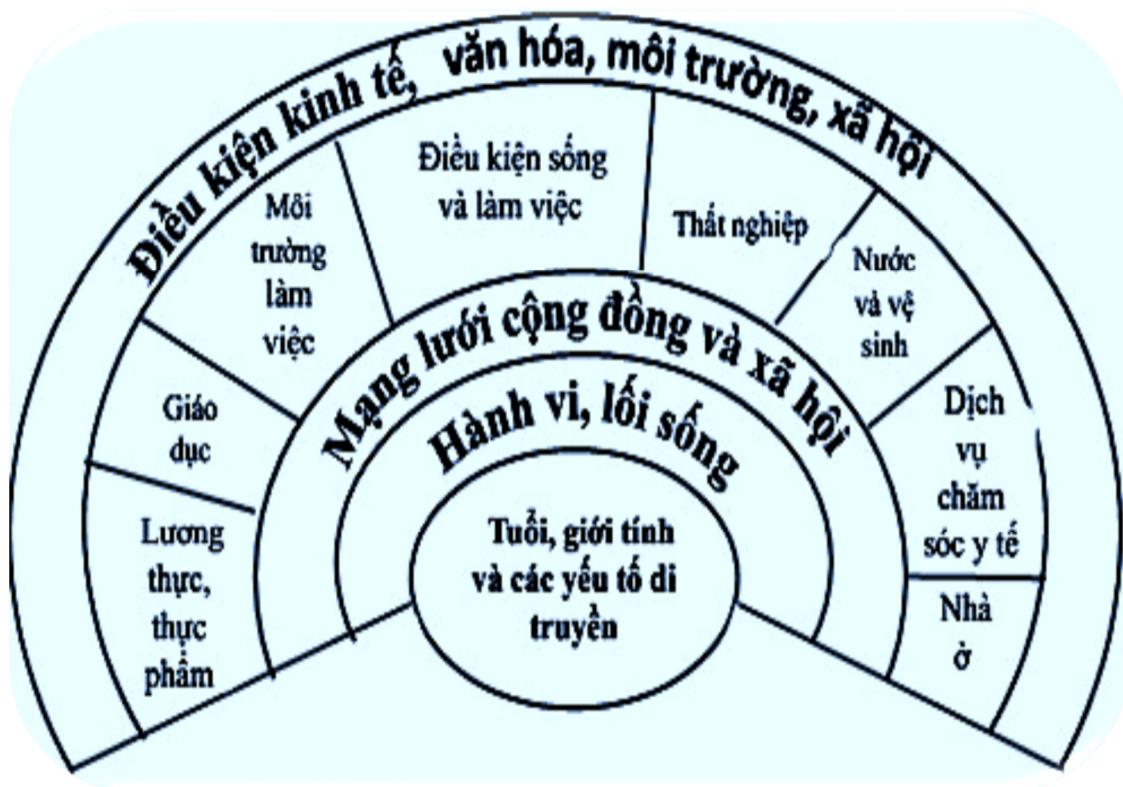 Điều kiện kinh tế, văn hóa, môi trường, xã hội
Môi
trường
làm
việc
Điều kiện sống
và làm việc
Thất nghiệp
Nước
và vệ
sinh
Giáo
dục
Dịch
vụ
chăm
sóc y tế
Lương
thực,
thực
phẩm
Nhà
ở
Mạng lưới cộng đồng và xã hội
Hành vi, lối sống
Tuổi, giới tính
và các yếu tố di
truyền